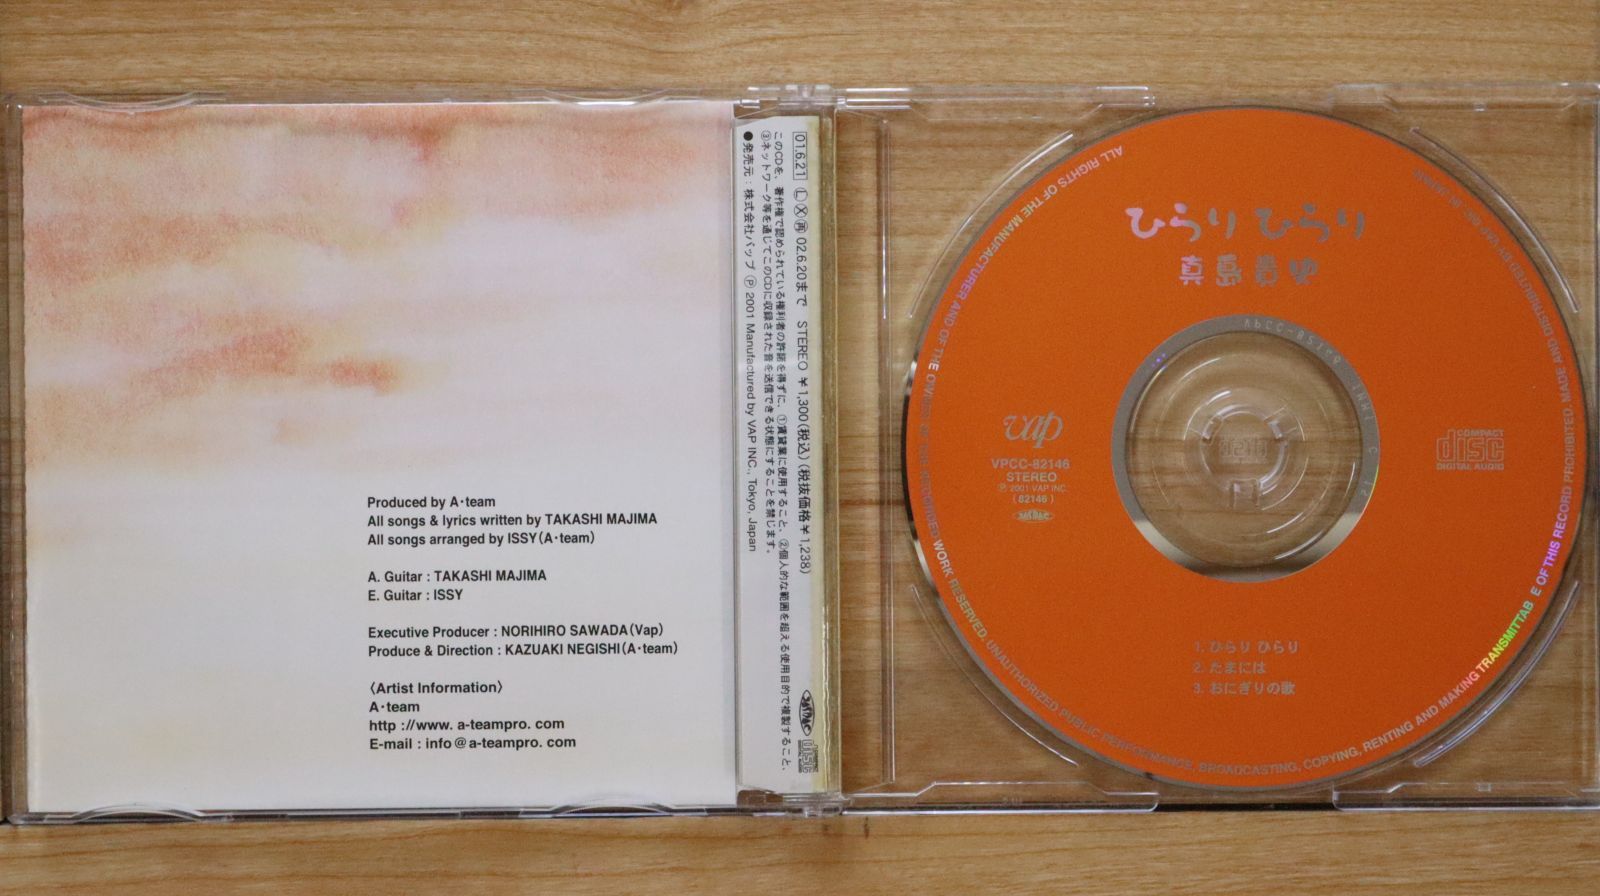 Produced by A・team
All songs & lyrics written by TAKASHI MAJIMA
All songs arranged by ISSY(A・team)
A. Guitar : TAKASHI MAJIMA
E. Guitar : ISSY
Executive Producer : NORIHIRO SAWADA(Vap)
Produce & Direction : KAZUAKI NEGISHI(A・team)
〈Artist Information〉
A・team
http ://www. a-teampro. com
E-mail : info@a-teampro. com
01.6.21 Ⓛ Ⓧ ㊢ 02.6.20まで STEREO ¥1,300(税込)(税抜価格¥1,238)
このCDを、著作権で認められている権利者の許諾を得ずに、①賃貸業に使用すること、②個人的な範囲を超える使用目的で複製すること、
③ネットワーク等を通じてこのCDに収録された音を送信できる状態にすることを禁じます。
●発売元:株式会社バップ Ⓟ 2001 Manufactured by VAP INC., Tokyo, Japan
COMPACT disc DIGITAL AUDIO
ひらり ひらり
真島貴史
vap
VPCC-82146
STEREO
Ⓟ 2001 VAP INC.
(82146)
COMPACT
disc
DIGITAL AUDIO
1. ひらり ひらり
2. たまには
3. おにぎりの歌
ALL RIGHTS OF THE MANUFACTURER AND OF THE OWNER OF THE RECORDED WORK RESERVED. UNAUTHORIZED PUBLIC PERFORMANCE, BROADCASTING, COPYING, RENTING AND MAKING TRANSMITTAB E OF THIS RECORD PROHIBITED. MADE AND DISTRIBUTED BY VAP INC. IN JAPAN